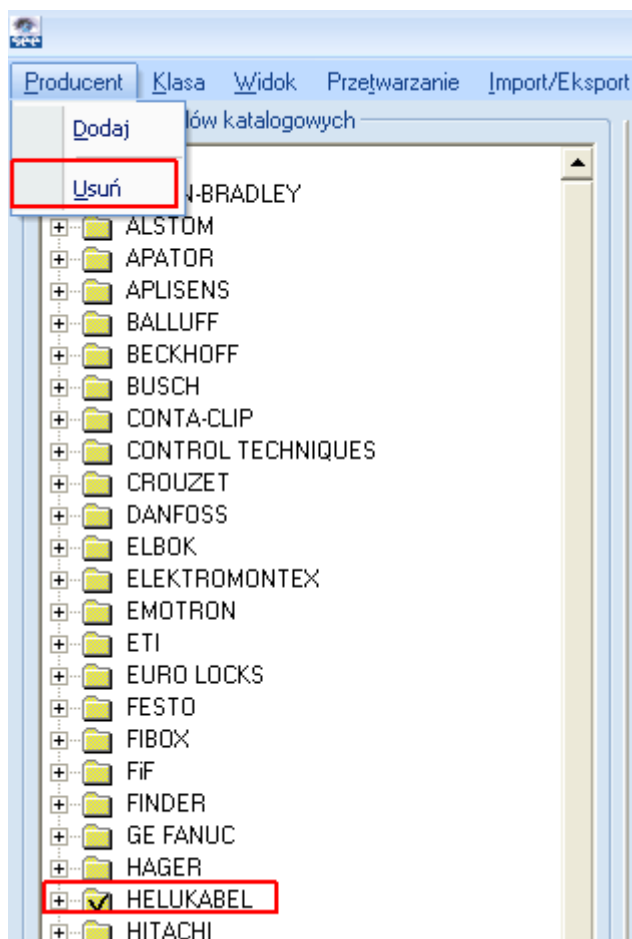 see
Producent Klasa Widok Przetwarzanie Import/Eksport
Dodaj
Usuń
katalogowych
N-BRADLEY
ALSTOM
APATOR
APLISENS
BALLUFF
BECKHOFF
BUSCH
CONTA-CLIP
CONTROL TECHNIQUES
CROUZET
DANFOSS
ELBOK
ELEKTROMONTEX
EMOTRON
ETI
EURO LOCKS
FESTO
FIBOX
FiF
FINDER
GE FANUC
HAGER
HELUKABEL
HITACHI